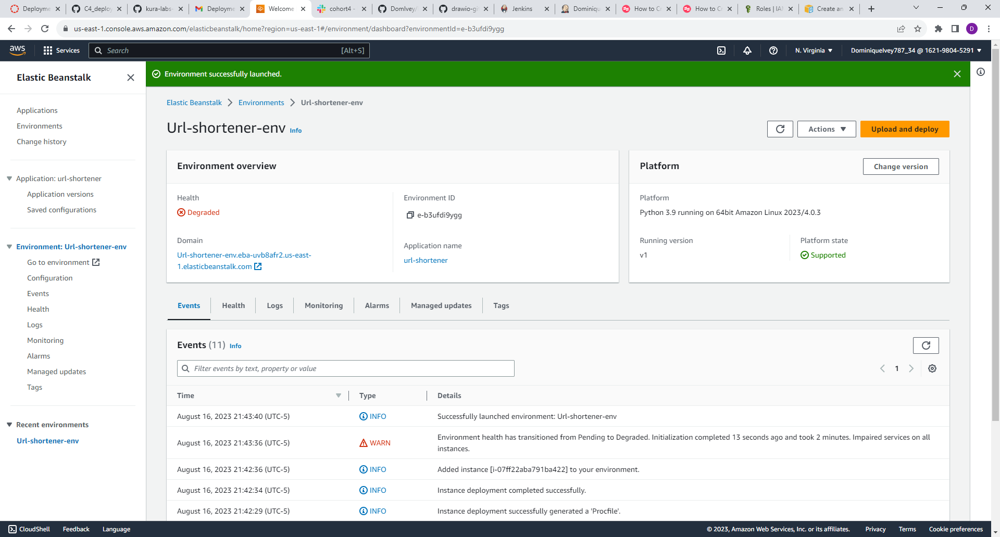 Deployme
C4_deploy
kura-labs-
Deployme
Welcome
cohort4 -
DomIvey/
drawio-git
Jenkins
Dominiqu
How to Cr
How to Cr
Roles | IAM
Create an
us-east-1.console.aws.amazon.com/elasticbeanstalk/home?region=us-east-1#/environment/dashboard?environmentId=e-b3ufdi9ygg
D
aws
Services
Search
[Alt+S]
N. Virginia
DominiqueIvey787_34 @ 1621-9804-5291
Elastic Beanstalk
Applications
Environments
Change history
Application: url-shortener
Application versions
Saved configurations
Environment: Url-shortener-env
Go to environment
Configuration
Events
Health
Logs
Monitoring
Alarms
Managed updates
Tags
Recent environments
Url-shortener-env
Environment successfully launched.
Elastic Beanstalk
Environments
Url-shortener-env
Url-shortener-env Info
Actions
Upload and deploy
Environment overview
Health
Degraded
Domain
Url-shortener-env.eba-uvb8afr2.us-east-
1.elasticbeanstalk.com
Environment ID
e-b3ufdi9ygg
Application name
url-shortener
Platform
Change version
Platform
Python 3.9 running on 64bit Amazon Linux 2023/4.0.3
Running version
v1
Platform state
Supported
Events
Health
Logs
Monitoring
Alarms
Managed updates
Tags
Events (11) Info
Filter events by text, property or value
1
Time
Type
Details
August 16, 2023 21:43:40 (UTC-5)
INFO
Successfully launched environment: Url-shortener-env
August 16, 2023 21:43:36 (UTC-5)
WARN
Environment health has transitioned from Pending to Degraded. Initialization completed 13 seconds ago and took 2 minutes. Impaired services on all
instances.
August 16, 2023 21:42:36 (UTC-5)
INFO
Added instance [i-07ff22aba791ba422] to your environment.
August 16, 2023 21:42:34 (UTC-5)
INFO
Instance deployment completed successfully.
August 16, 2023 21:42:29 (UTC-5)
INFO
Instance deployment successfully generated a 'Procfile'.
CloudShell
Feedback
Language
© 2023, Amazon Web Services, Inc. or its affiliates.
Privacy
Terms
Cookie preferences